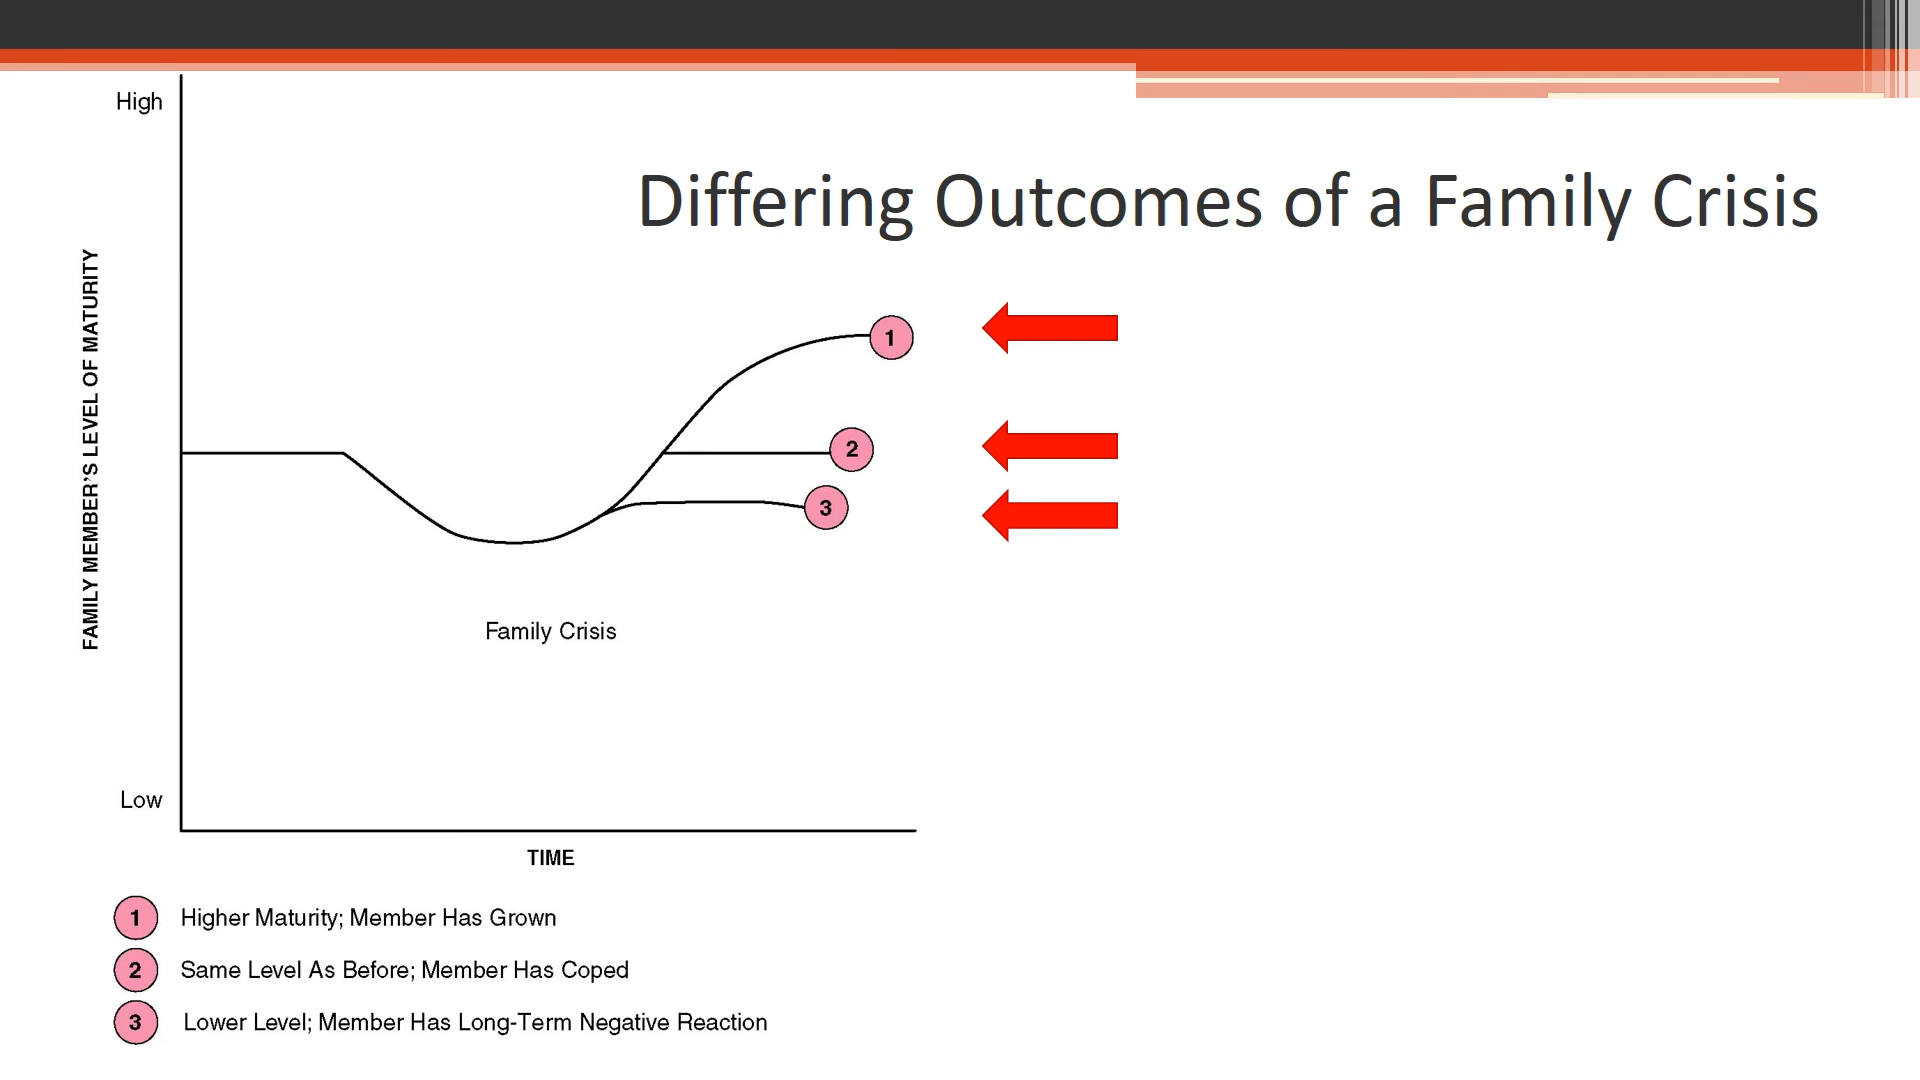 Differing Outcomes of a Family Crisis
High
FAMILY MEMBER'S LEVEL OF MATURITY
1
2
3
Family Crisis
Low
TIME
1 Higher Maturity; Member Has Grown
2 Same Level As Before; Member Has Coped
3 Lower Level; Member Has Long-Term Negative Reaction